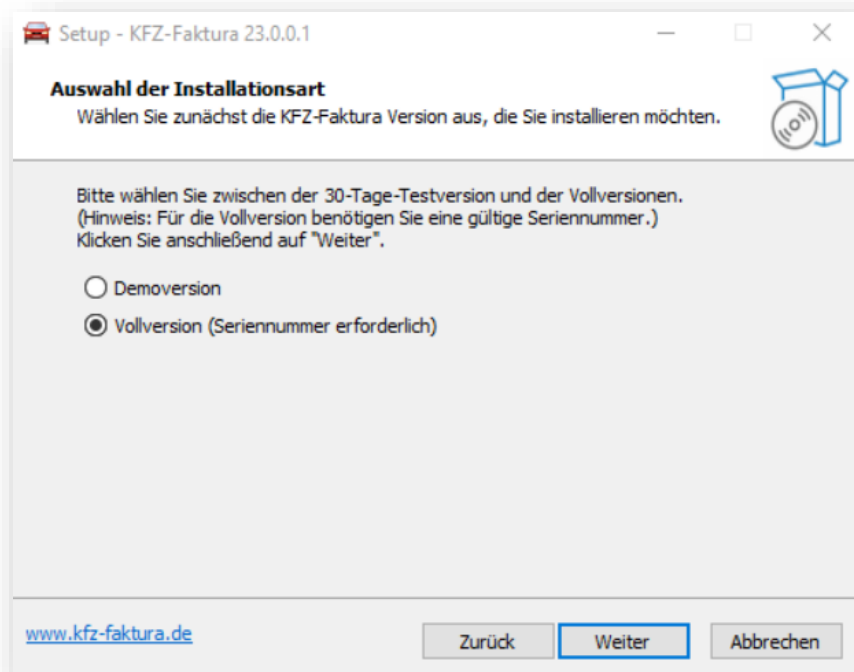 Setup - KFZ-Faktura 23.0.0.1
Auswahl der Installationsart
Wählen Sie zunächst die KFZ-Faktura Version aus, die Sie installieren möchten.
Bitte wählen Sie zwischen der 30-Tage-Testversion und der Vollversionen.
(Hinweis: Für die Vollversion benötigen Sie eine gültige Seriennummer.)
Klicken Sie anschließend auf "Weiter".
Demoversion
Vollversion (Seriennummer erforderlich)
www.kfz-faktura.de
Zurück
Weiter
Abbrechen